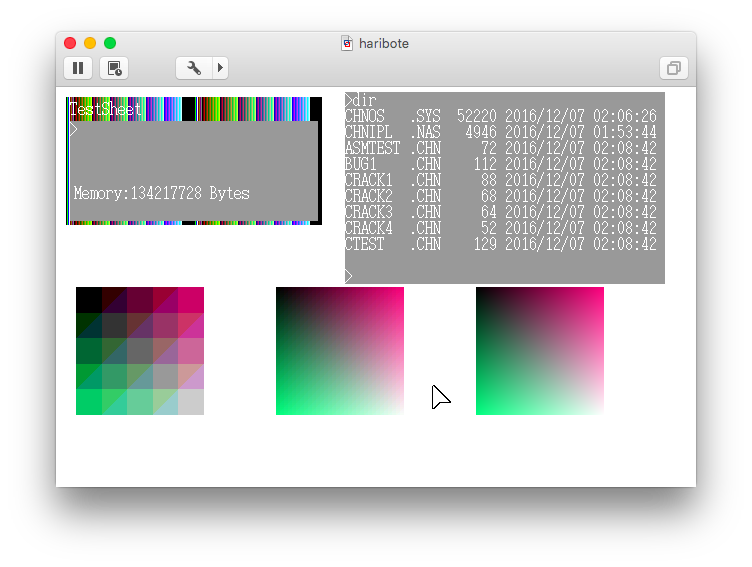 haribote
TestSheet
>
Memory:134217728 Bytes
>dir
CHNOS   .SYS  52220 2016/12/07 02:06:26
CHNIPL  .NAS   4946 2016/12/07 01:53:44
ASMTEST .CHN     72 2016/12/07 02:08:42
BUG1    .CHN    112 2016/12/07 02:08:42
CRACK1  .CHN     88 2016/12/07 02:08:42
CRACK2  .CHN     68 2016/12/07 02:08:42
CRACK3  .CHN     64 2016/12/07 02:08:42
CRACK4  .CHN     52 2016/12/07 02:08:42
CTEST   .CHN    129 2016/12/07 02:08:42
>